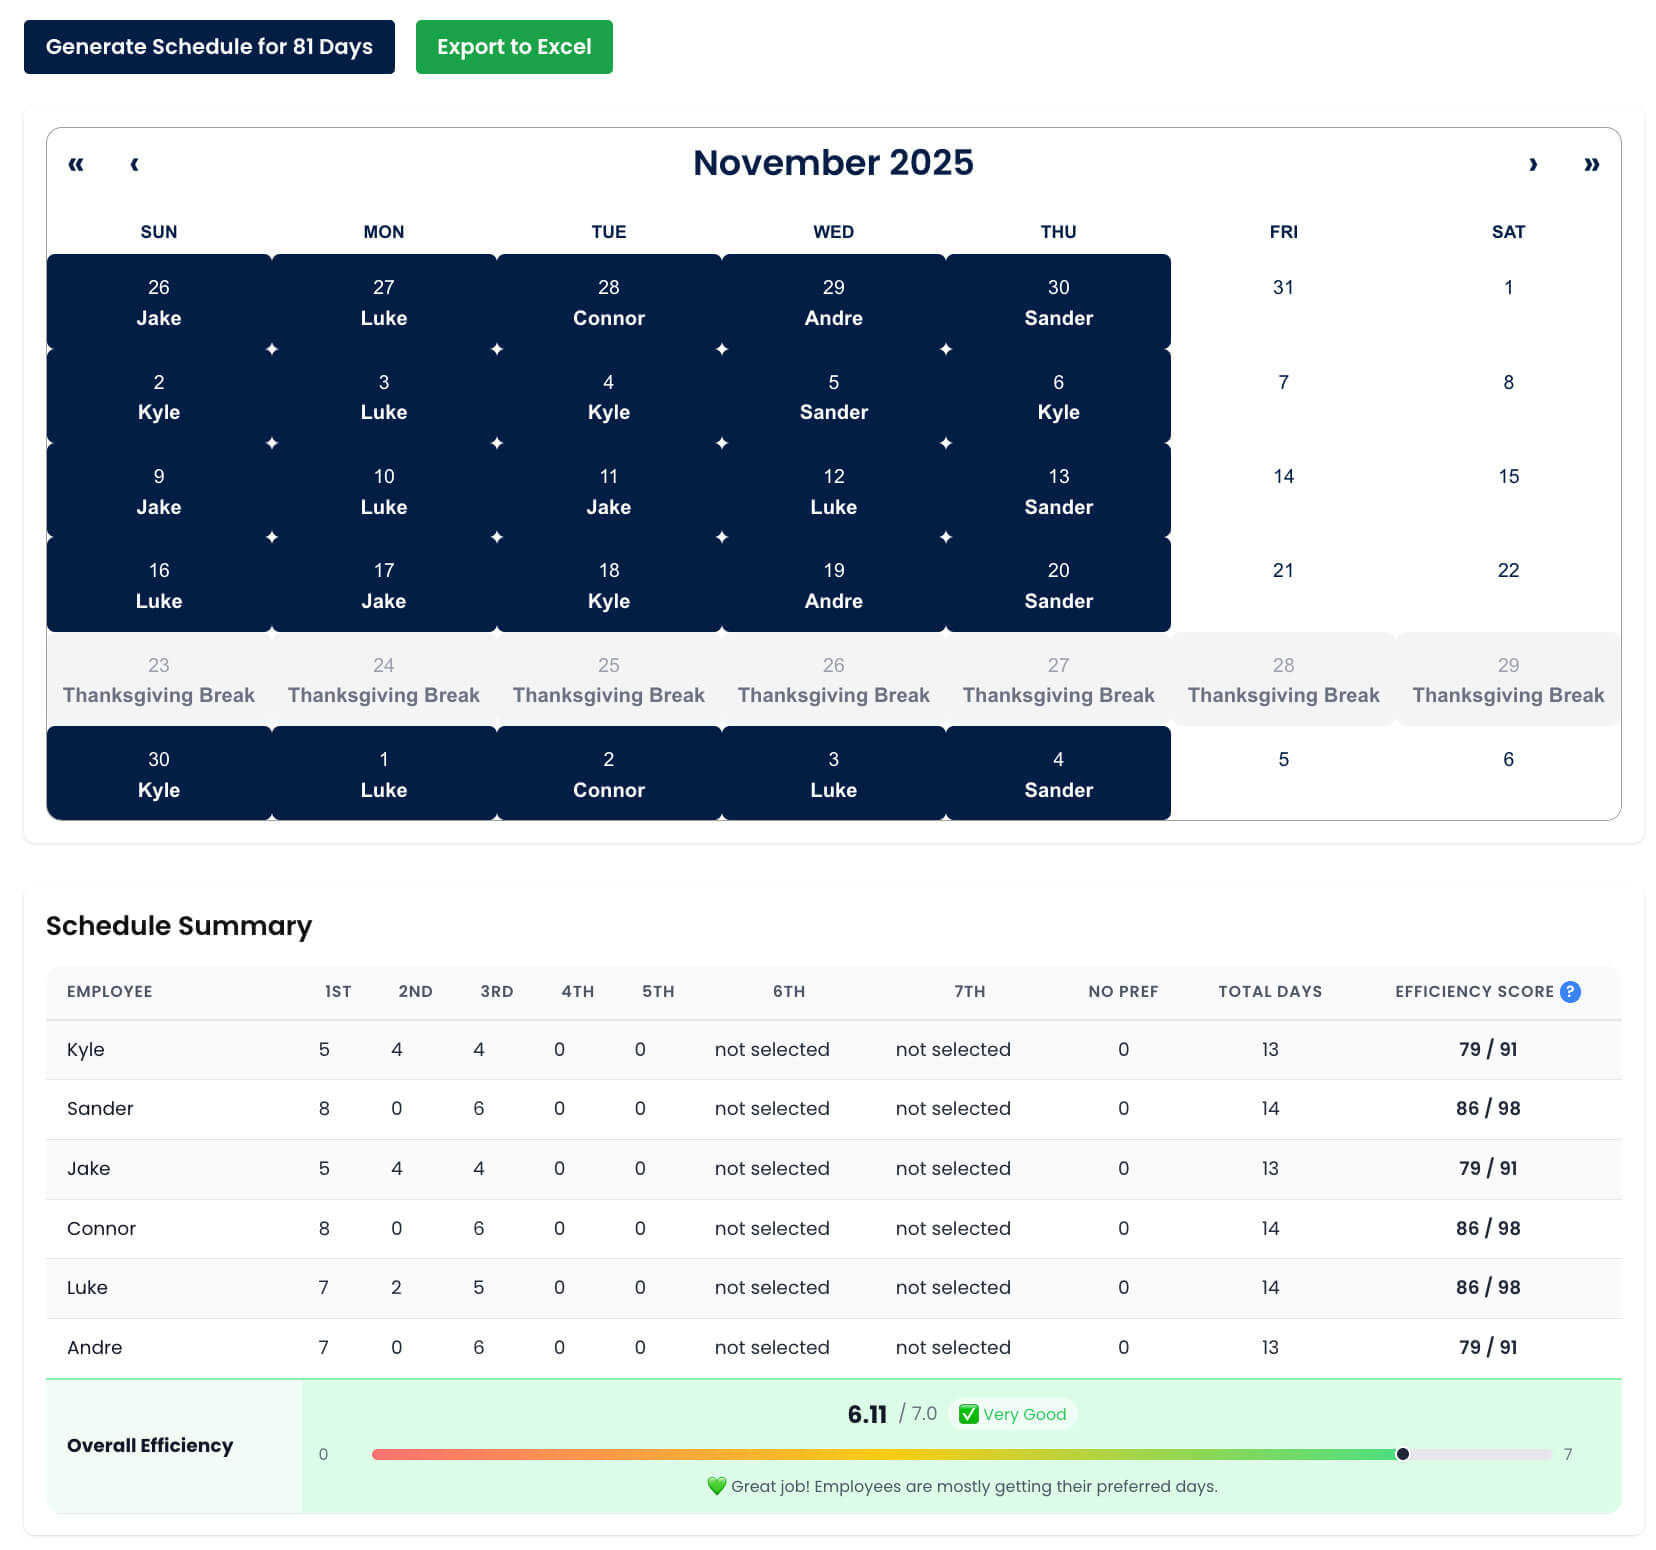 Generate Schedule for 81 Days Export to Excel
« ‹ November 2025 › »
SUN MON TUE WED THU FRI SAT
26 27 28 29 30 31 1
Jake Luke Connor Andre Sander
2 3 4 5 6 7 8
Kyle Luke Kyle Sander Kyle
9 10 11 12 13 14 15
Jake Luke Jake Luke Sander
16 17 18 19 20 21 22
Luke Jake Kyle Andre Sander
23 24 25 26 27 28 29
Thanksgiving Break Thanksgiving Break Thanksgiving Break Thanksgiving Break Thanksgiving Break Thanksgiving Break Thanksgiving Break
30 1 2 3 4 5 6
Kyle Luke Connor Luke Sander
Schedule Summary
EMPLOYEE 1ST 2ND 3RD 4TH 5TH 6TH 7TH NO PREF TOTAL DAYS EFFICIENCY SCORE ?
Kyle 5 4 4 0 0 not selected not selected 0 13 79 / 91
Sander 8 0 6 0 0 not selected not selected 0 14 86 / 98
Jake 5 4 4 0 0 not selected not selected 0 13 79 / 91
Connor 8 0 6 0 0 not selected not selected 0 14 86 / 98
Luke 7 2 5 0 0 not selected not selected 0 14 86 / 98
Andre 7 0 6 0 0 not selected not selected 0 13 79 / 91
6.11 / 7.0 ✅ Very Good
Overall Efficiency 0 7
💚 Great job! Employees are mostly getting their preferred days.